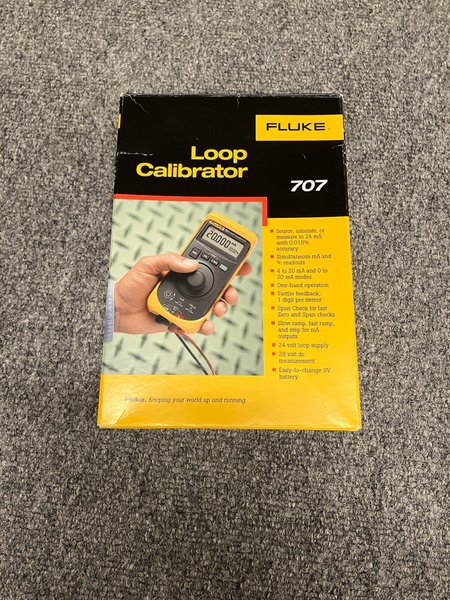 FLUKE
Loop
Calibrator
707
Source, simulate, or
measure to 24 mA
with 0.015%
accuracy
Simultaneous mA and
% readouts
4 to 20 mA and 0 to
20 mA modes
One-hand operation
Tactile feedback;
1 digit per detent
Span Check for fast
Zero and Span checks
Slow ramp, fast ramp,
and step for mA
outputs
24 volt loop supply
28 volt dc
measurement
Easy-to-change 9V
battery
20.000
Fluke. Keeping your world up and running.